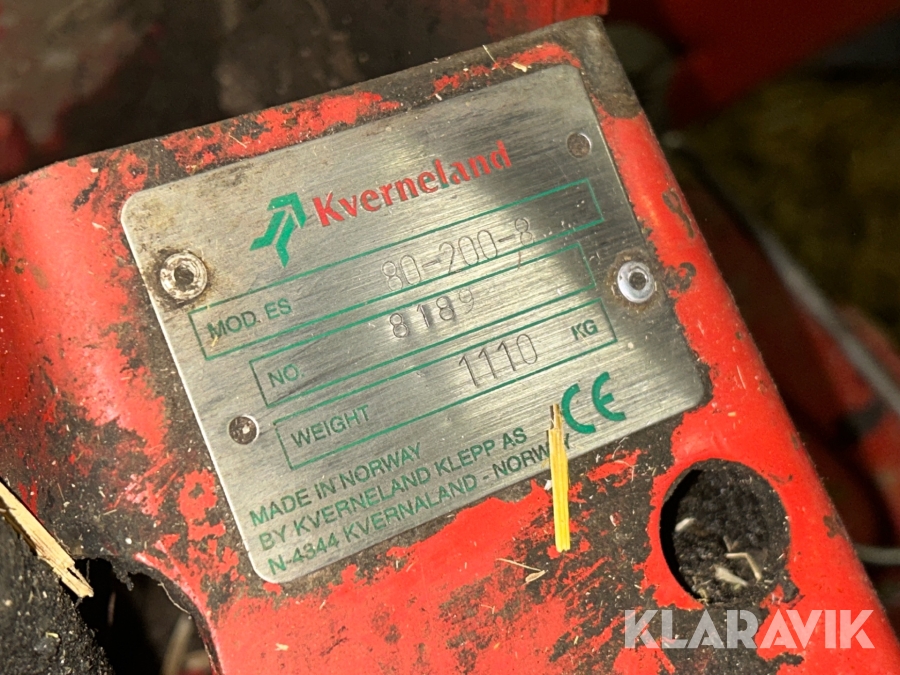 Kverneland
MOD. ES 80-200-8
NO. 8189
WEIGHT 1110 KG
CE
MADE IN NORWAY
BY KVERNELAND KLEPP AS
N-4344 KVERNALAND - NORWAY
KLARAVIK